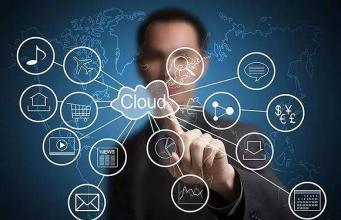 $ ¥
€ £
Cloud
NEWS